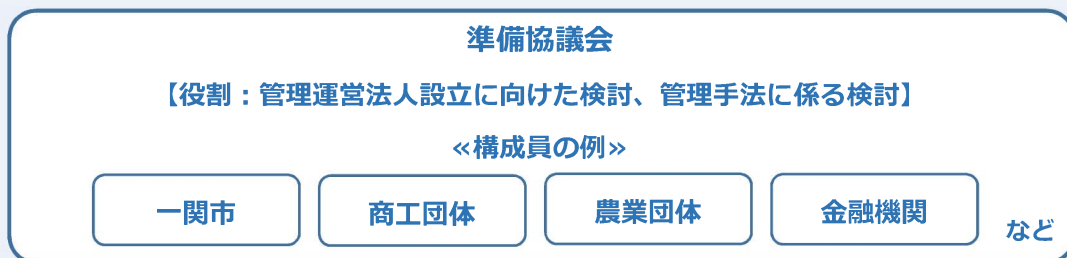 準備協議会
【役割：管理運営法人設立に向けた検討、管理手法に係る検討】
≪構成員の例≫
一関市 商工団体 農業団体 金融機関 など